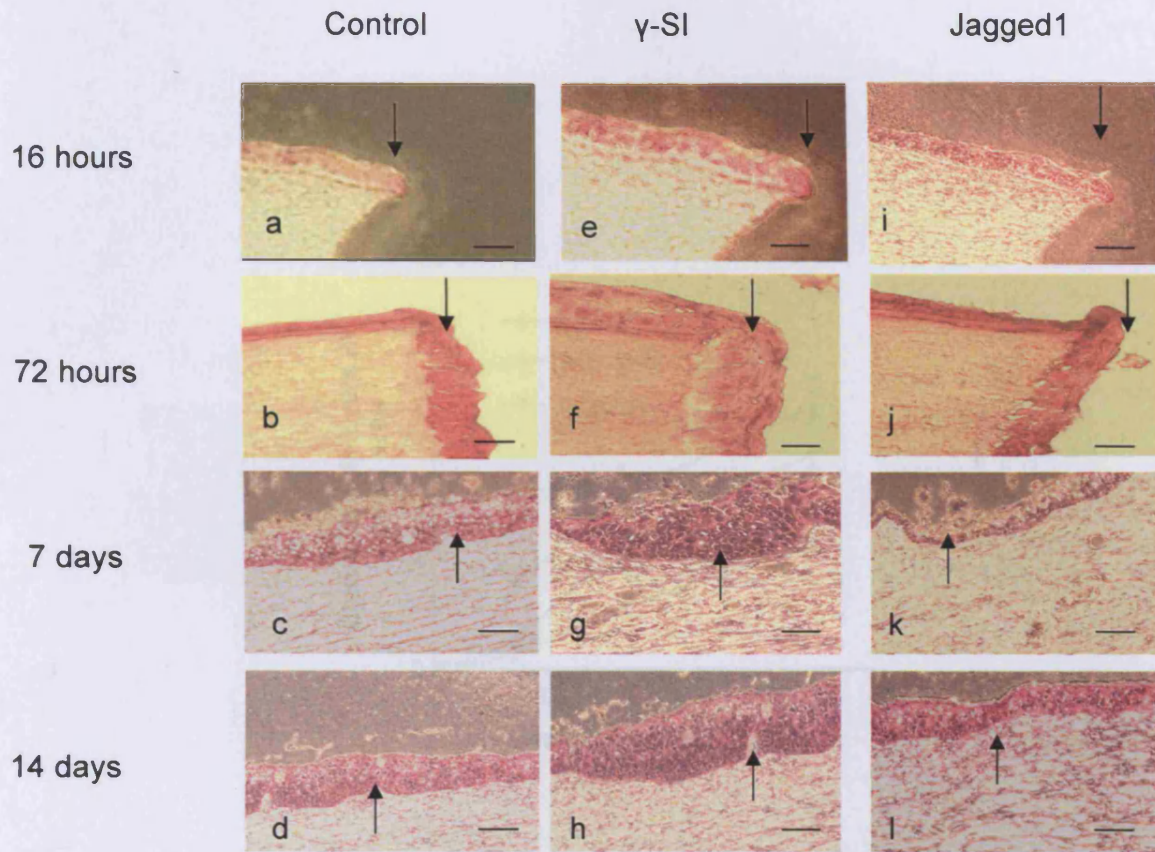 Control γ-SI Jagged1
16 hours
a e i
72 hours
b f j
7 days
c g k
14 days
d h l